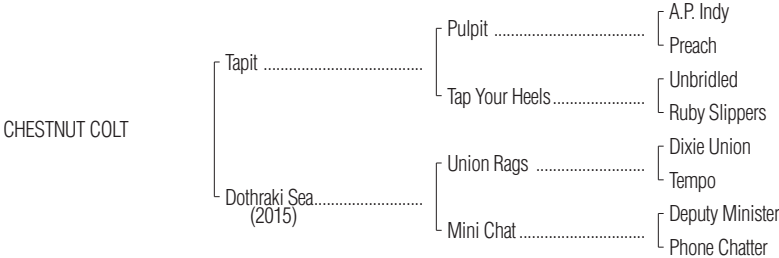 A.P. Indy
Pulpit ............................................
Preach
Tapit ..............................................
Unbridled
Tap Your Heels...........................
Ruby Slippers
CHESTNUT COLT
Dixie Union
Union Rags ................................
Tempo
Dothraki Sea................................
(2015)
Deputy Minister
Mini Chat.....................................
Phone Chatter